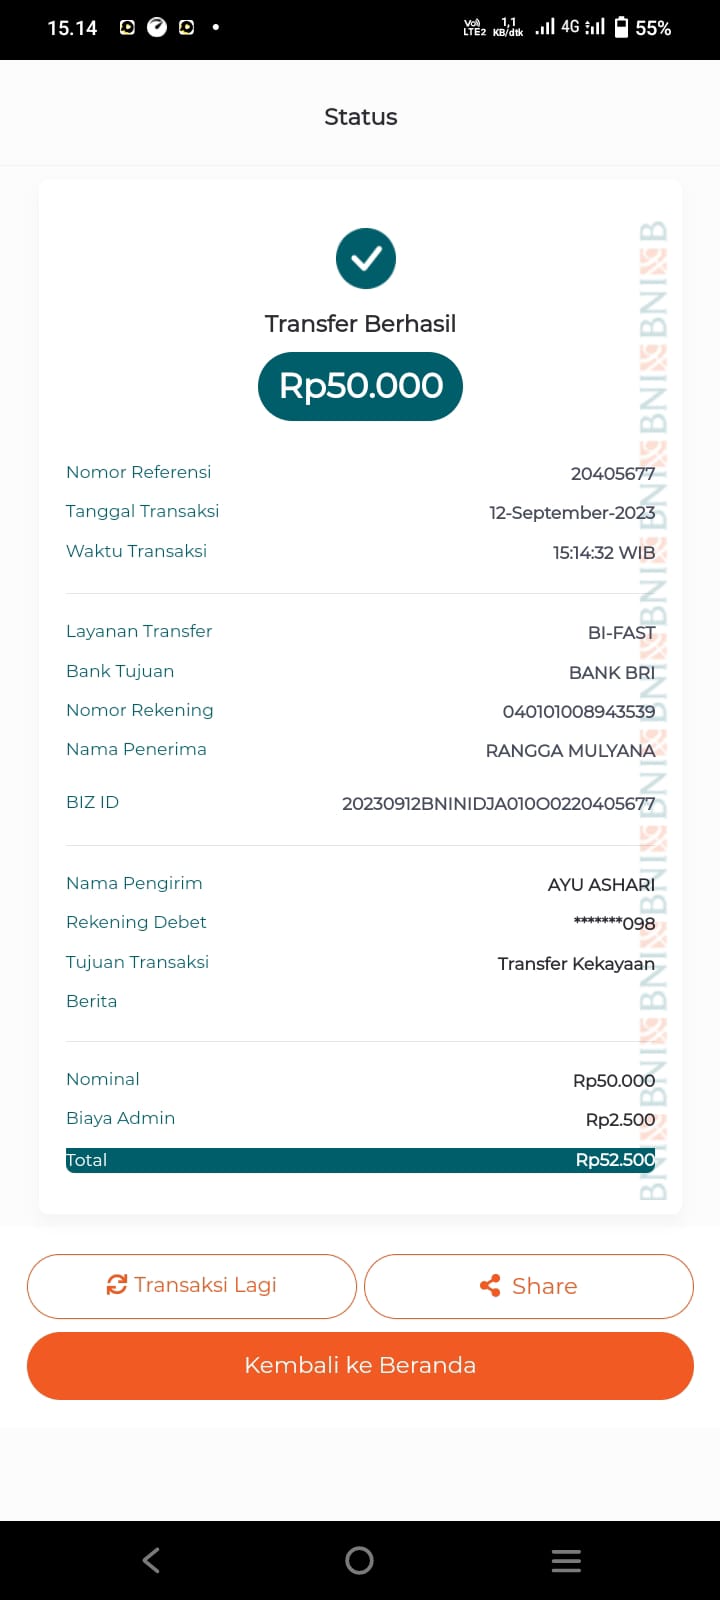 15.14
Vo) LTE2 1,1 KB/dtk 4G 55%
Status
Transfer Berhasil
Rp50.000
Nomor Referensi 20405677
Tanggal Transaksi 12-September-2023
Waktu Transaksi 15:14:32 WIB
Layanan Transfer BI-FAST
Bank Tujuan BANK BRI
Nomor Rekening 040101008943539
Nama Penerima RANGGA MULYANA
BIZ ID 20230912BNINIDJA010O0220405677
Nama Pengirim AYU ASHARI
Rekening Debet *******098
Tujuan Transaksi Transfer Kekayaan
Berita
Nominal Rp50.000
Biaya Admin Rp2.500
Total Rp52.500
BNI BNI BNI BNI BNI BNI BNI BNI BNI BNI B
Transaksi Lagi Share
Kembali ke Beranda